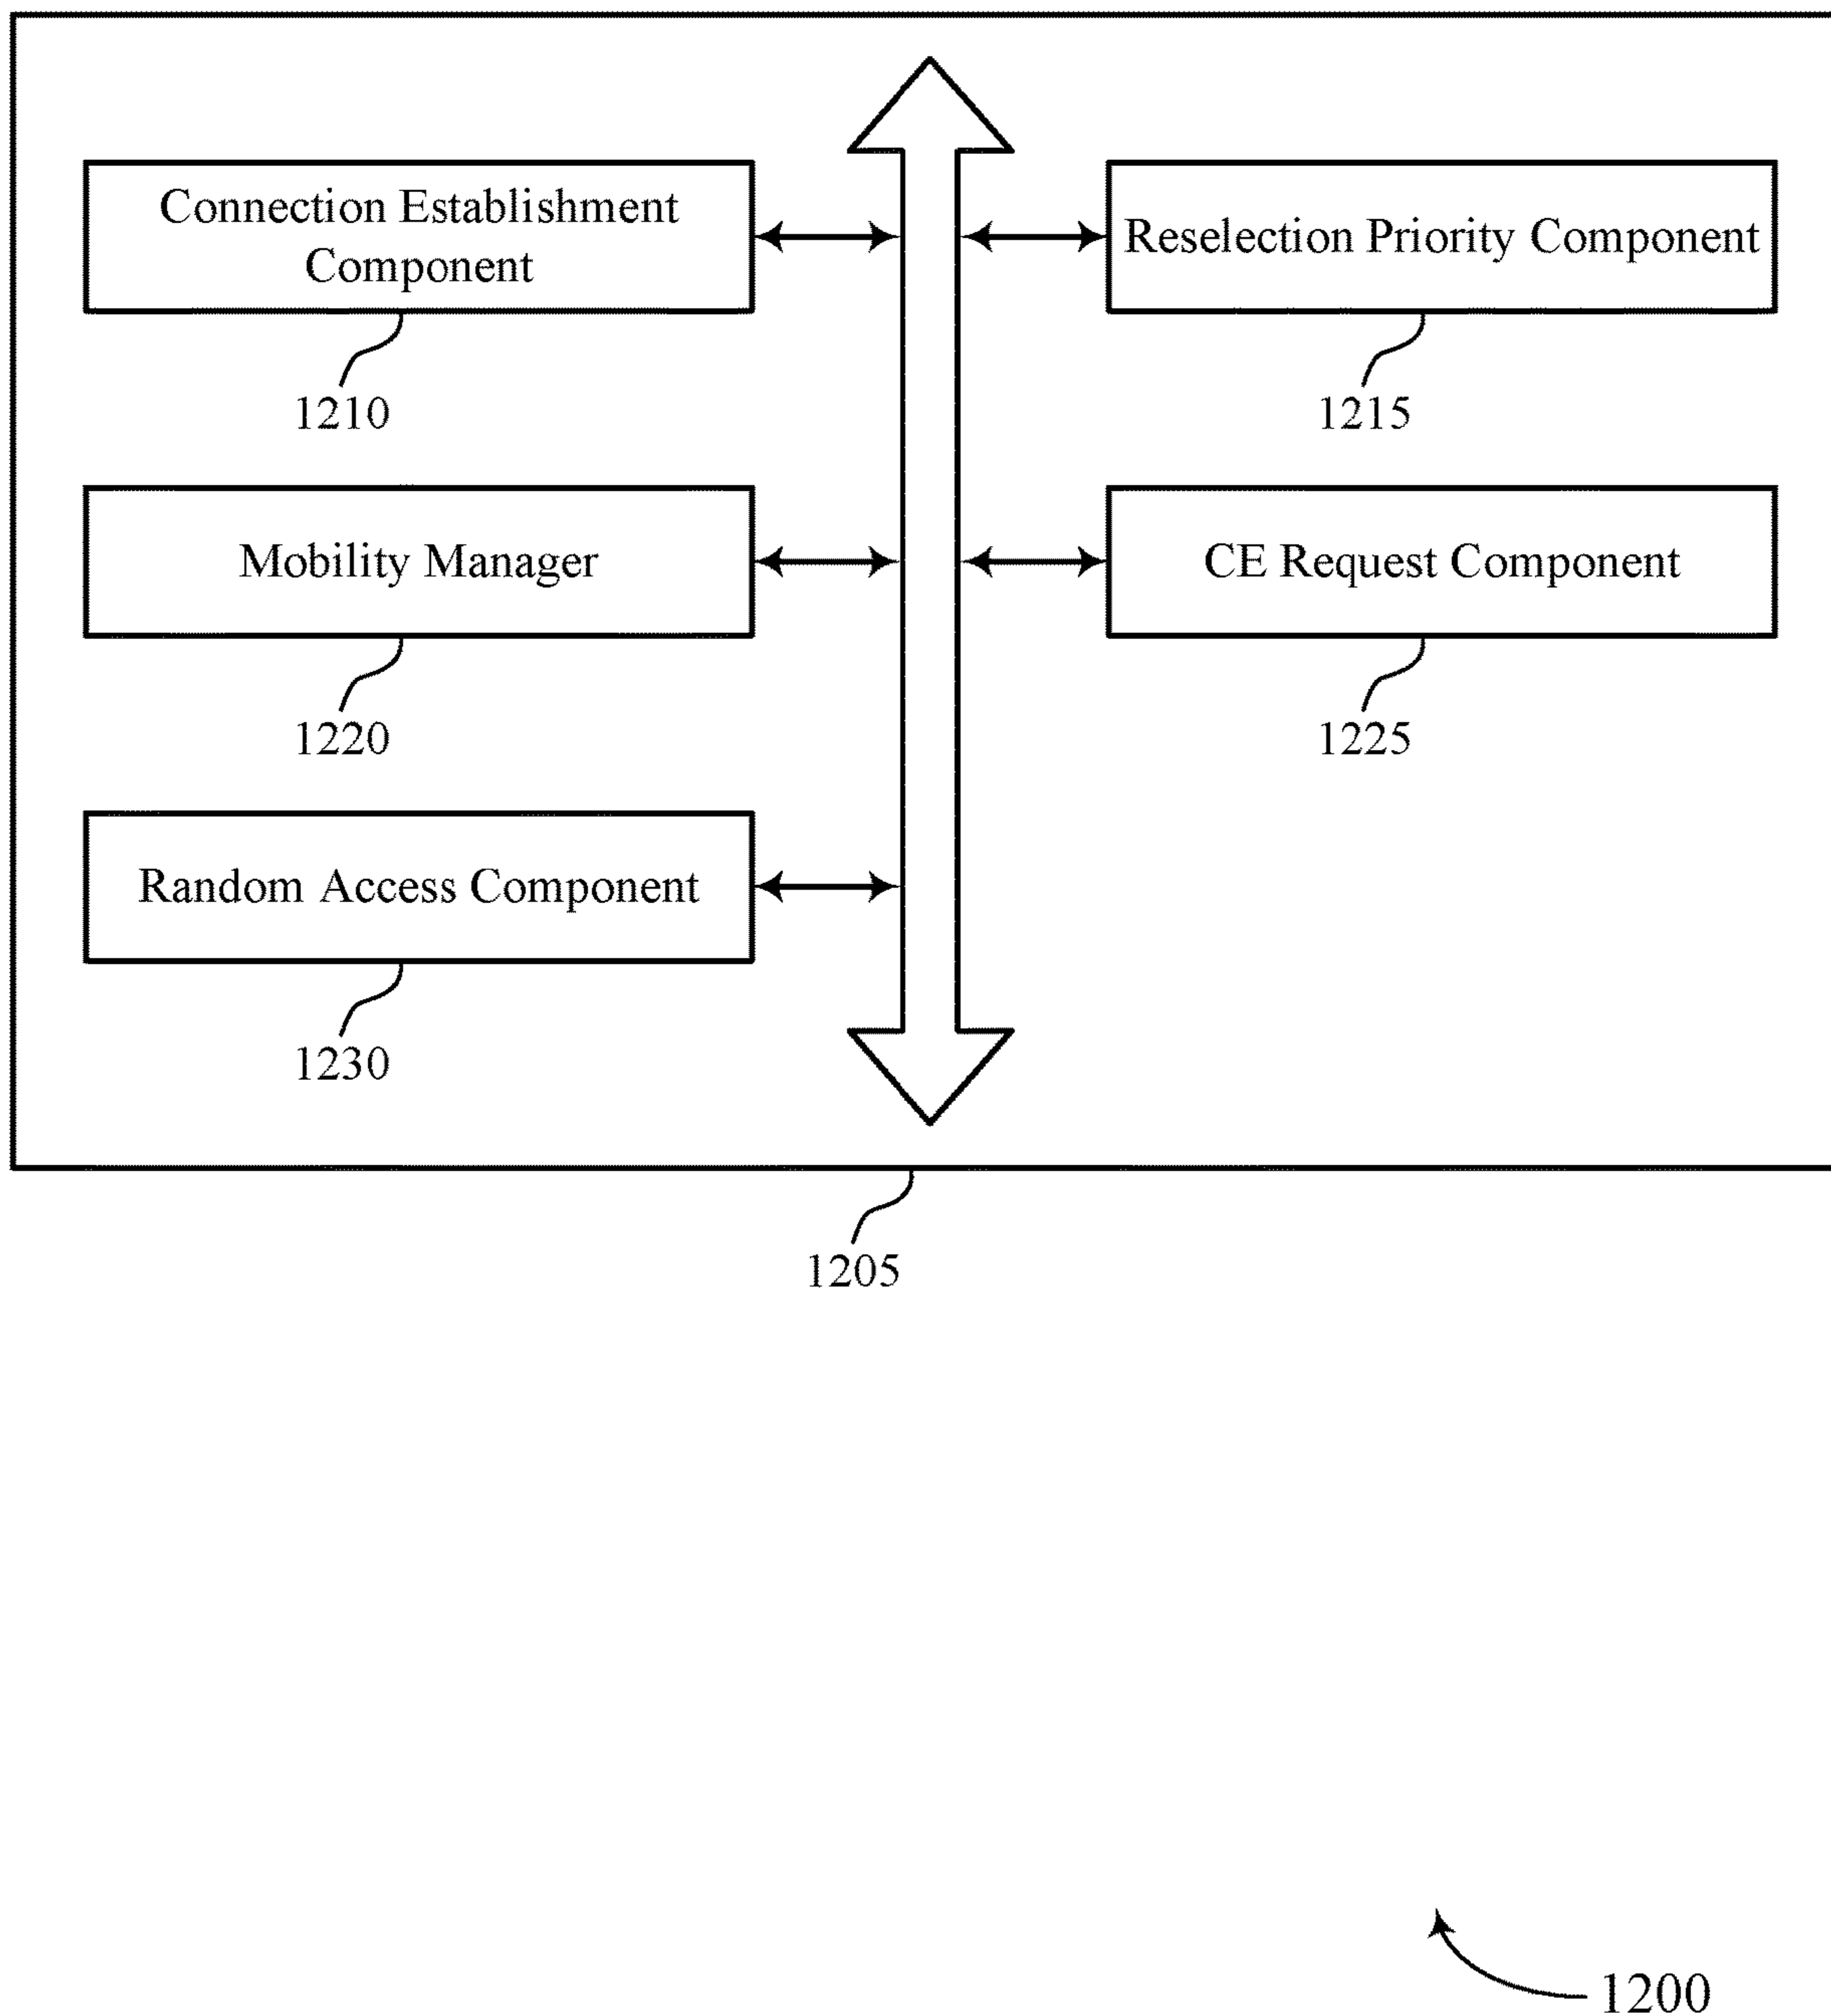 Connection Establishment
Component
Reselection Priority Component
1210
1215
Mobility Manager
CE Request Component
1220
1225
Random Access Component
1230
1205
1200